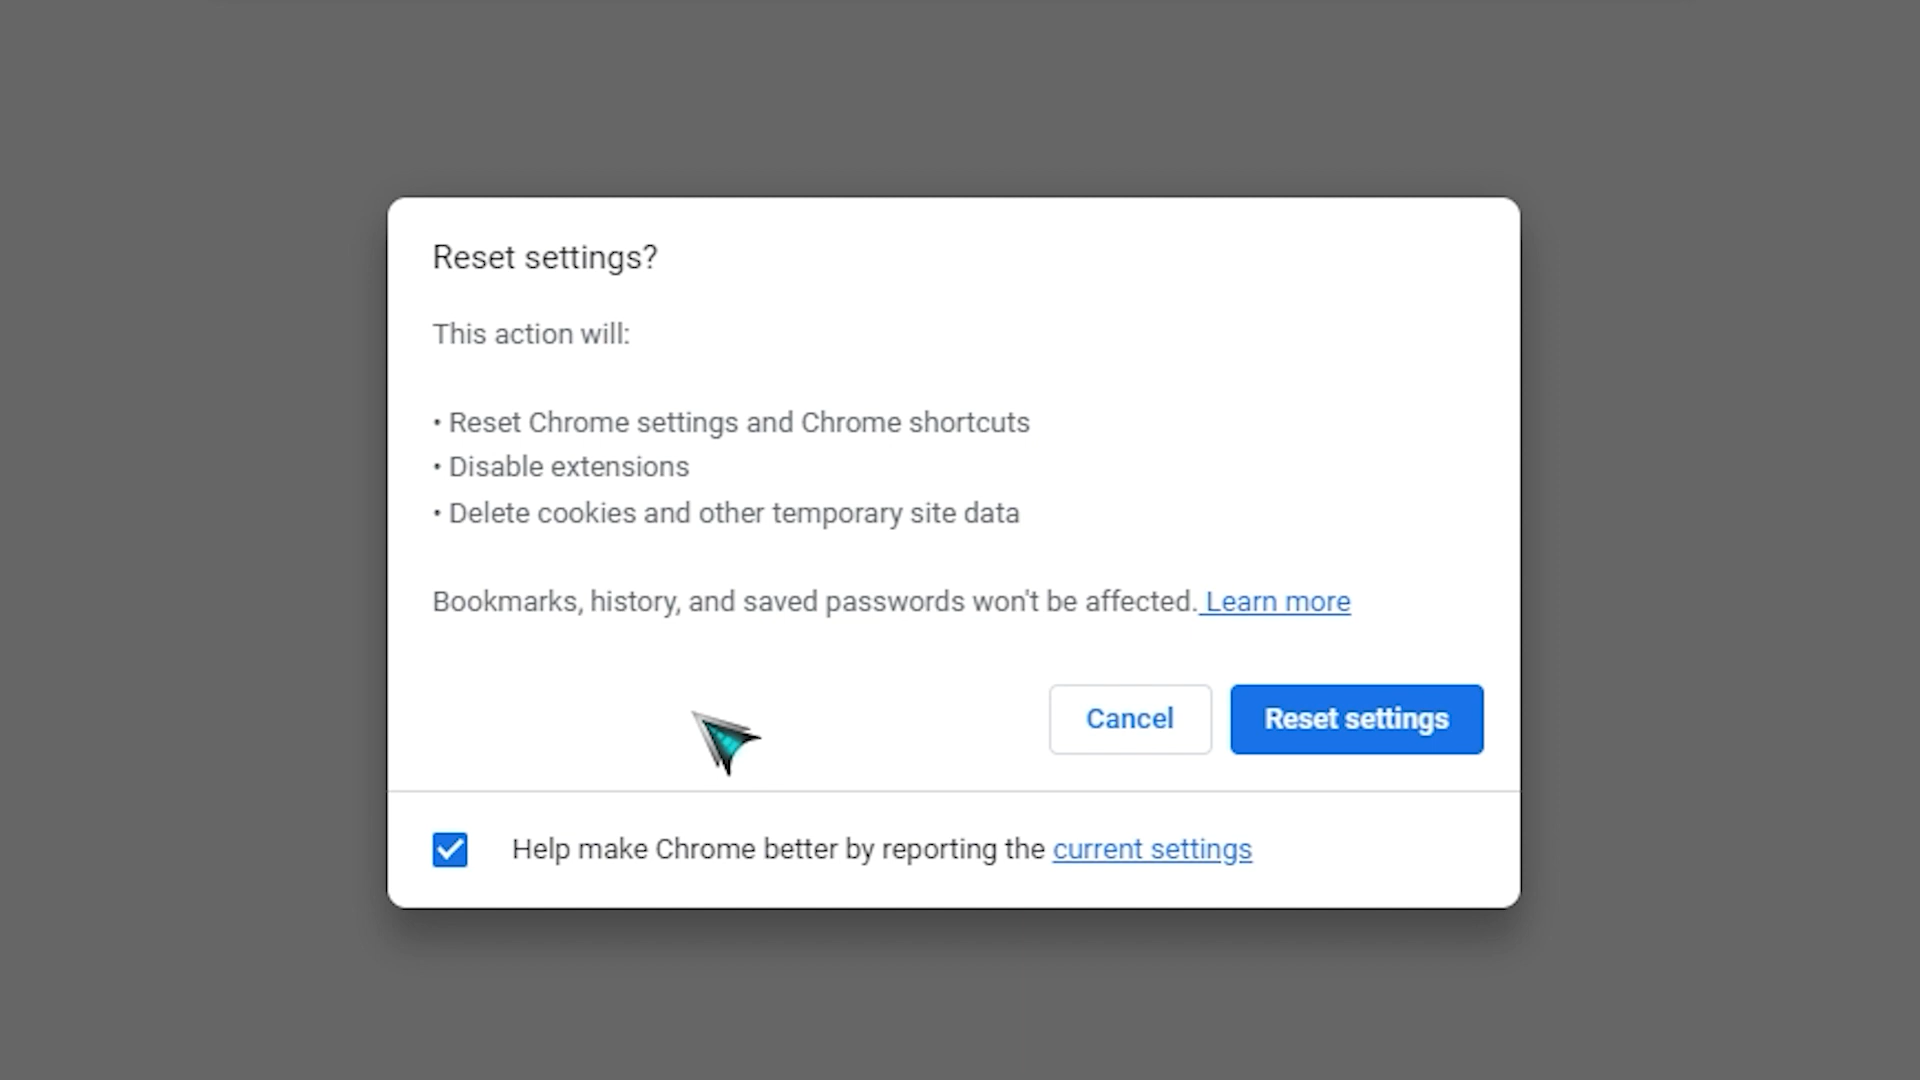 Reset settings?
This action will:
• Reset Chrome settings and Chrome shortcuts
• Disable extensions
• Delete cookies and other temporary site data
Bookmarks, history, and saved passwords won't be affected. Learn more
Cancel Reset settings
Help make Chrome better by reporting the current settings